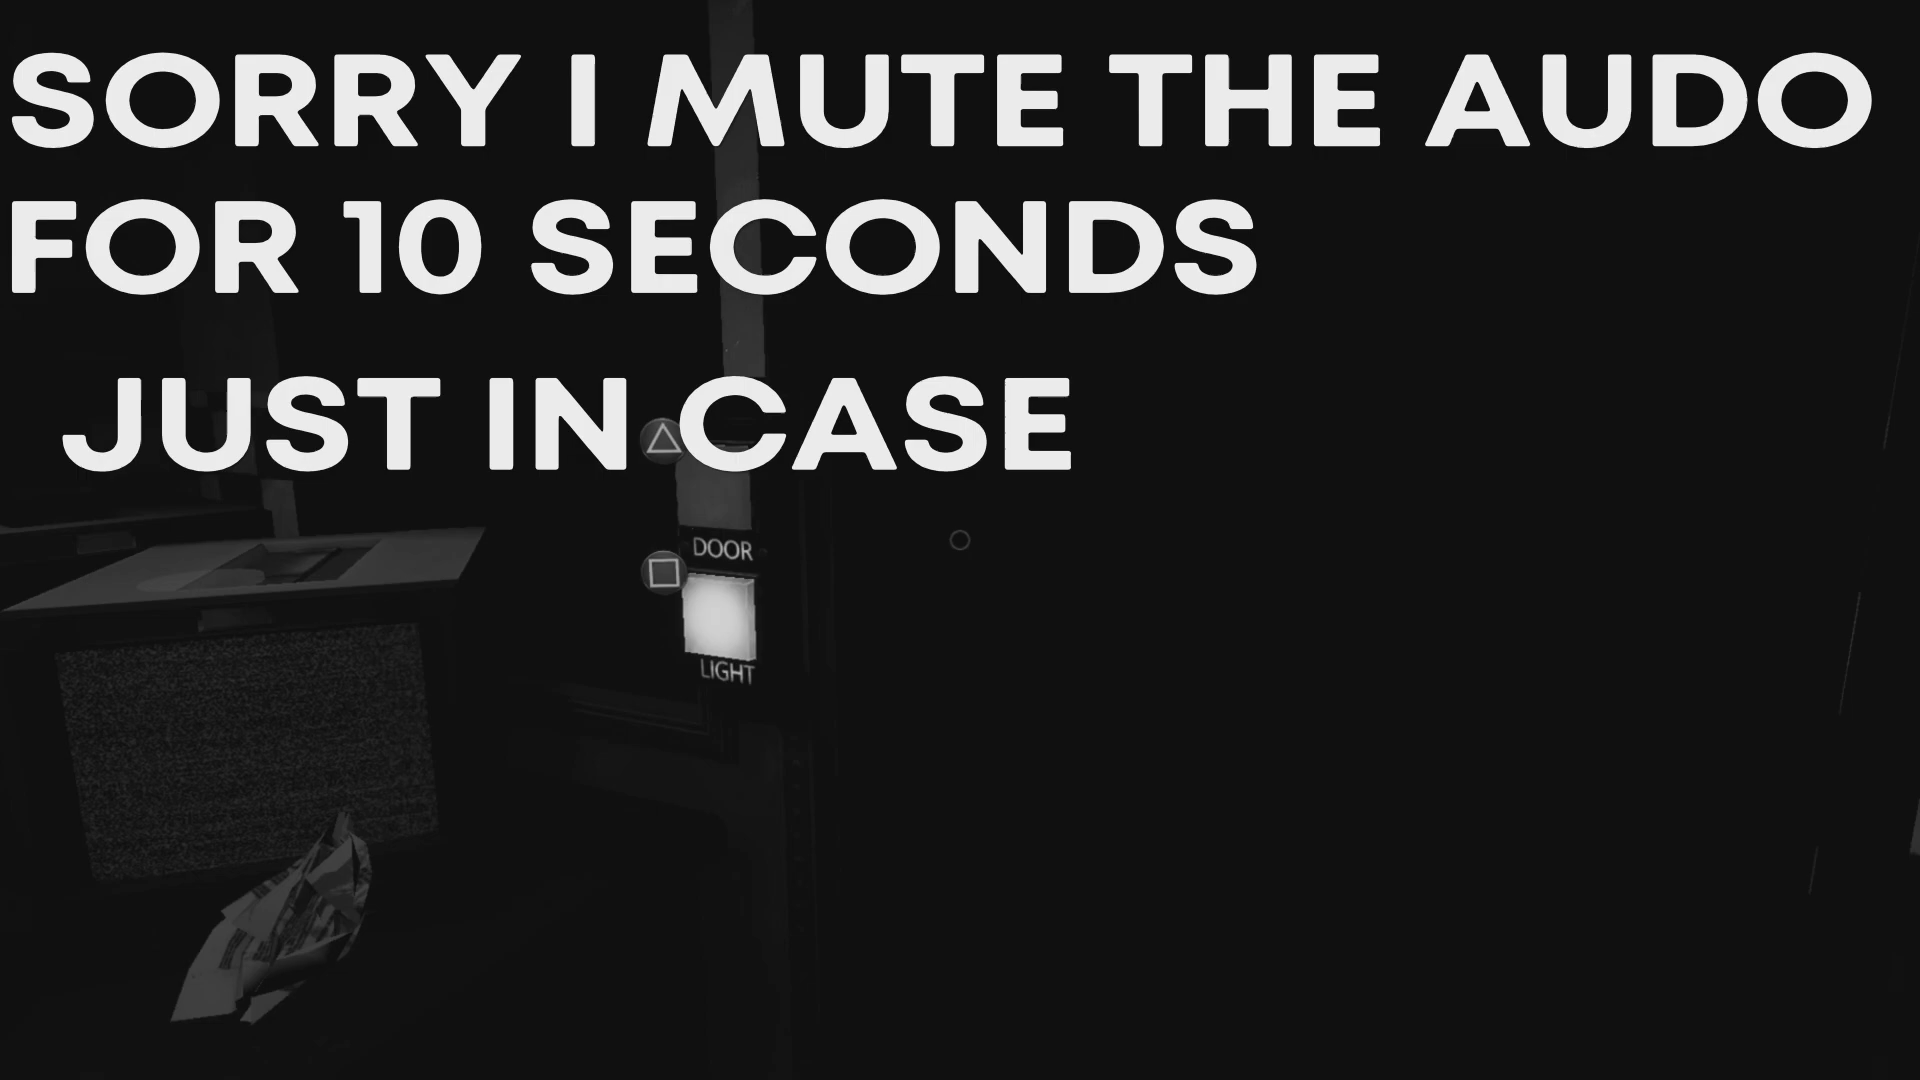 SORRY I MUTE THE AUDO
FOR 10 SECONDS
JUST IN CASE
DOOR
LIGHT